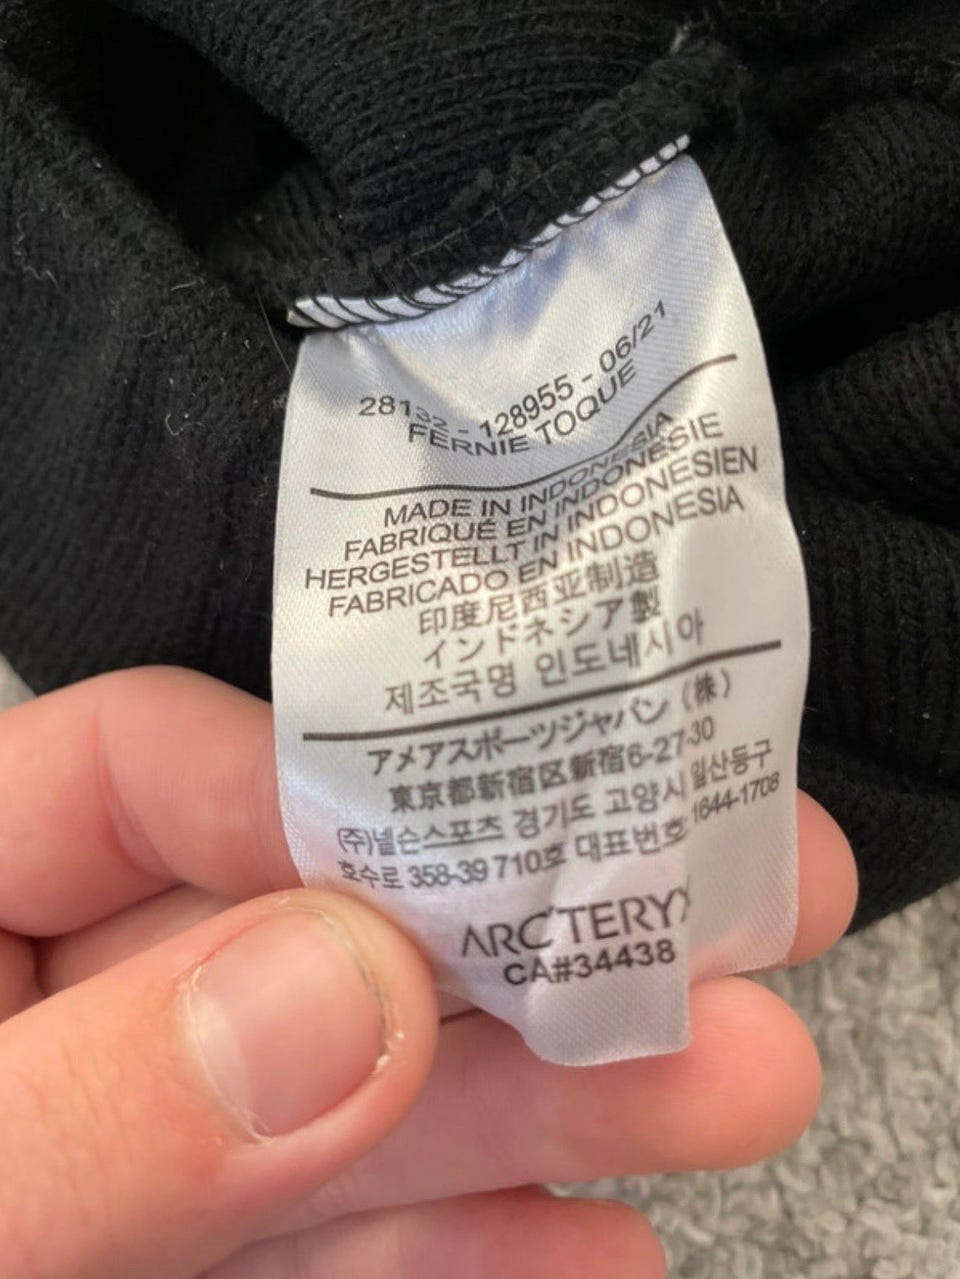 28132 - 128955 - 06/21
FERNIE TOQUE
MADE IN INDONESIA
FABRIQUÉ EN INDONÉSIE
HERGESTELLT IN INDONESIEN
FABRICADO EN INDONESIA
印度尼西亚制造
インドネシア製
제조국명 인도네시아
アメアスポーツジャパン (株)
東京都新宿区新宿6-27-30
(주)넬슨스포츠 경기도 고양시 일산동구
호수로 358-39 710호 대표번호 1644-1708
ARC'TERYX
CA#34438